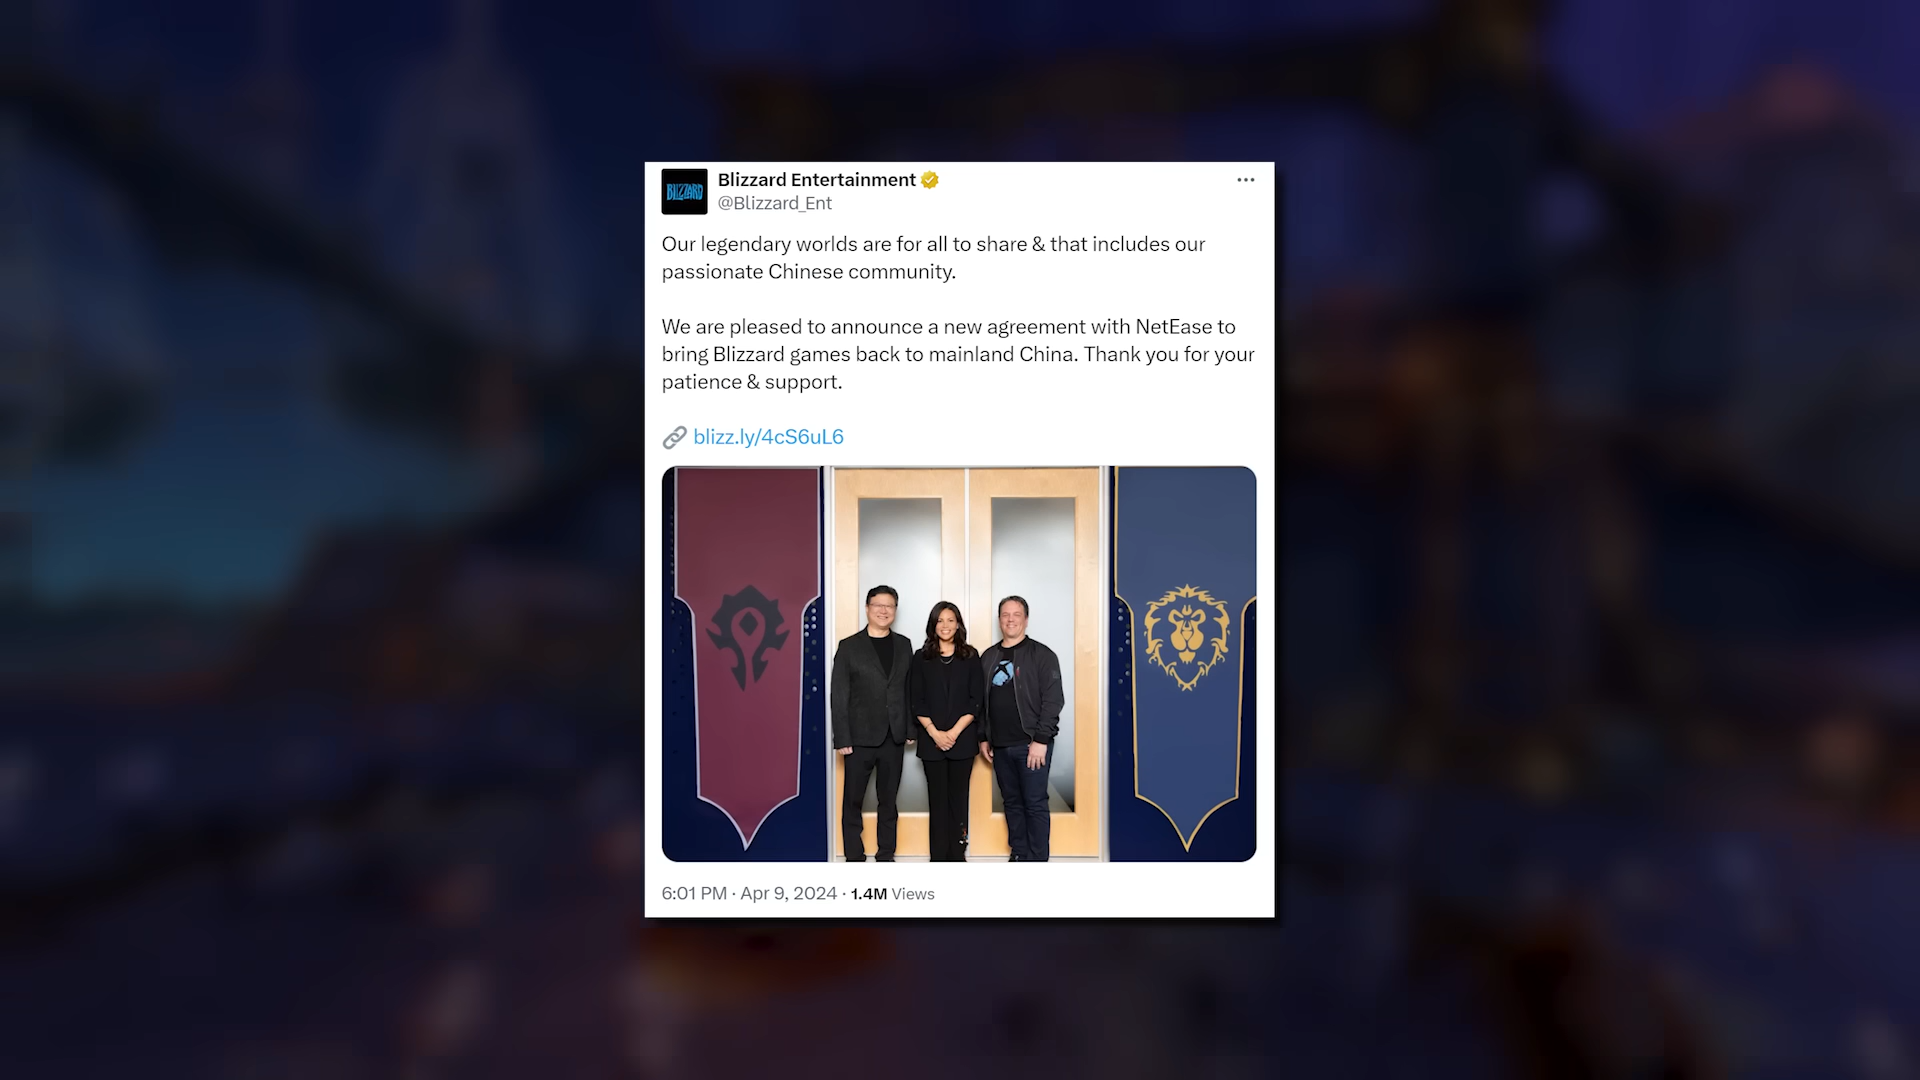 BLIZZARD
Blizzard Entertainment
@Blizzard_Ent
Our legendary worlds are for all to share & that includes our
passionate Chinese community.
We are pleased to announce a new agreement with NetEase to
bring Blizzard games back to mainland China. Thank you for your
patience & support.
blizz.ly/4cS6uL6
6:01 PM · Apr 9, 2024 · 1.4M Views